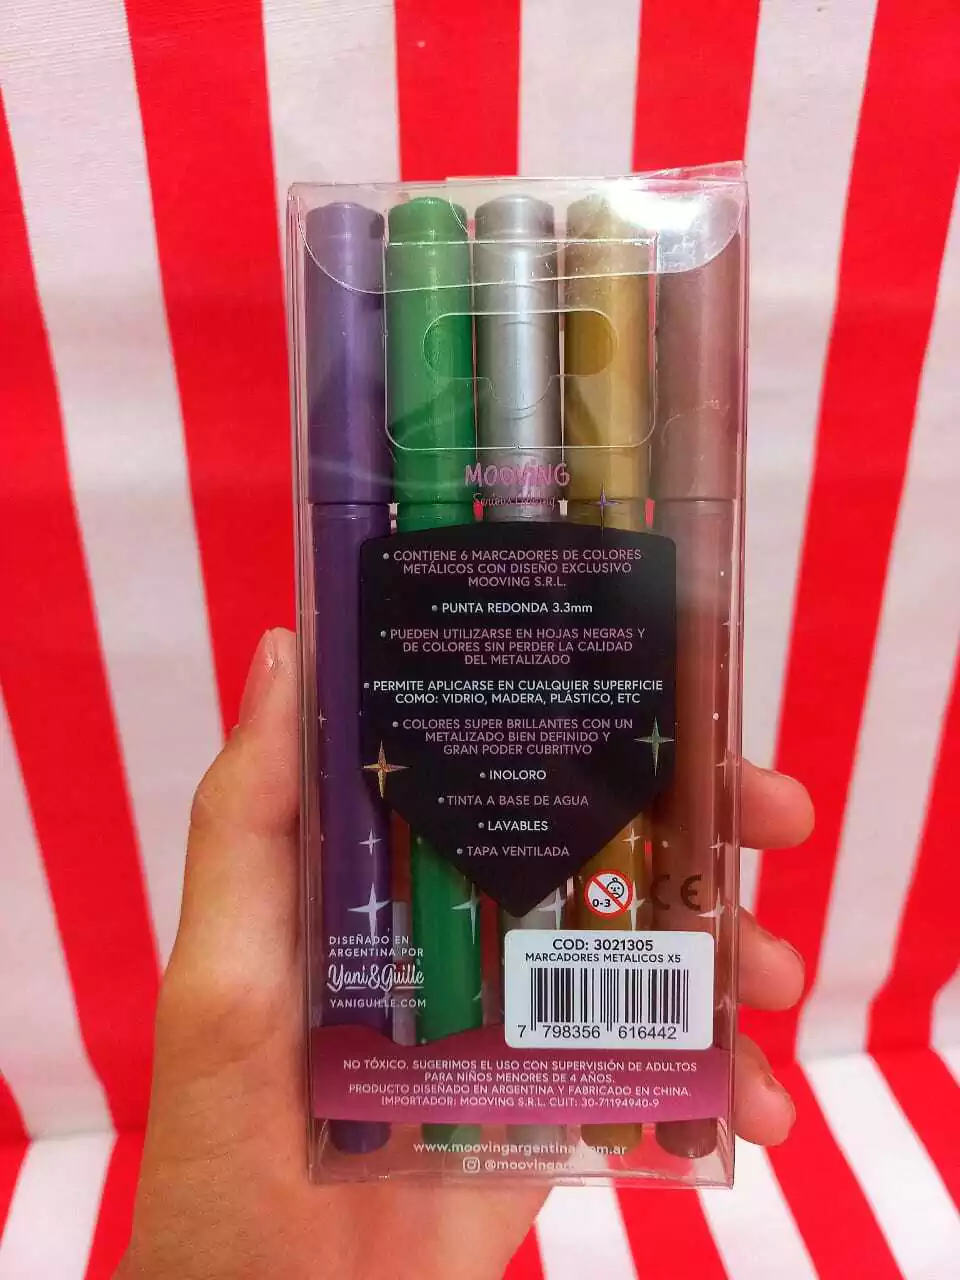 MOOVING
• CONTIENE 6 MARCADORES DE COLORES
METÁLICOS CON DISEÑO EXCLUSIVO
MOOVING S.R.L.
• PUNTA REDONDA 3.3mm
• PUEDEN UTILIZARSE EN HOJAS NEGRAS Y
DE COLORES SIN PERDER LA CALIDAD
DEL METALIZADO
• PERMITE APLICARSE EN CUALQUIER SUPERFICIE
COMO: VIDRIO, MADERA, PLÁSTICO, ETC
• COLORES SUPER BRILLANTES CON UN
METALIZADO BIEN DEFINIDO Y
GRAN PODER CUBRITIVO
• INOLORO
• TINTA A BASE DE AGUA
• LAVABLES
• TAPA VENTILADA
0-3
CE
DISEÑADO EN
ARGENTINA POR
Yani&Guille
YANIGUILLE.COM
COD: 3021305
MARCADORES METALICOS X5
7 798356 616442
NO TÓXICO. SUGERIMOS EL USO CON SUPERVISIÓN DE ADULTOS
PARA NIÑOS MENORES DE 4 AÑOS.
PRODUCTO DISEÑADO EN ARGENTINA Y FABRICADO EN CHINA.
IMPORTADOR: MOOVING S.R.L. CUIT: 30-71194940-9
www.moovingargentina.com.ar